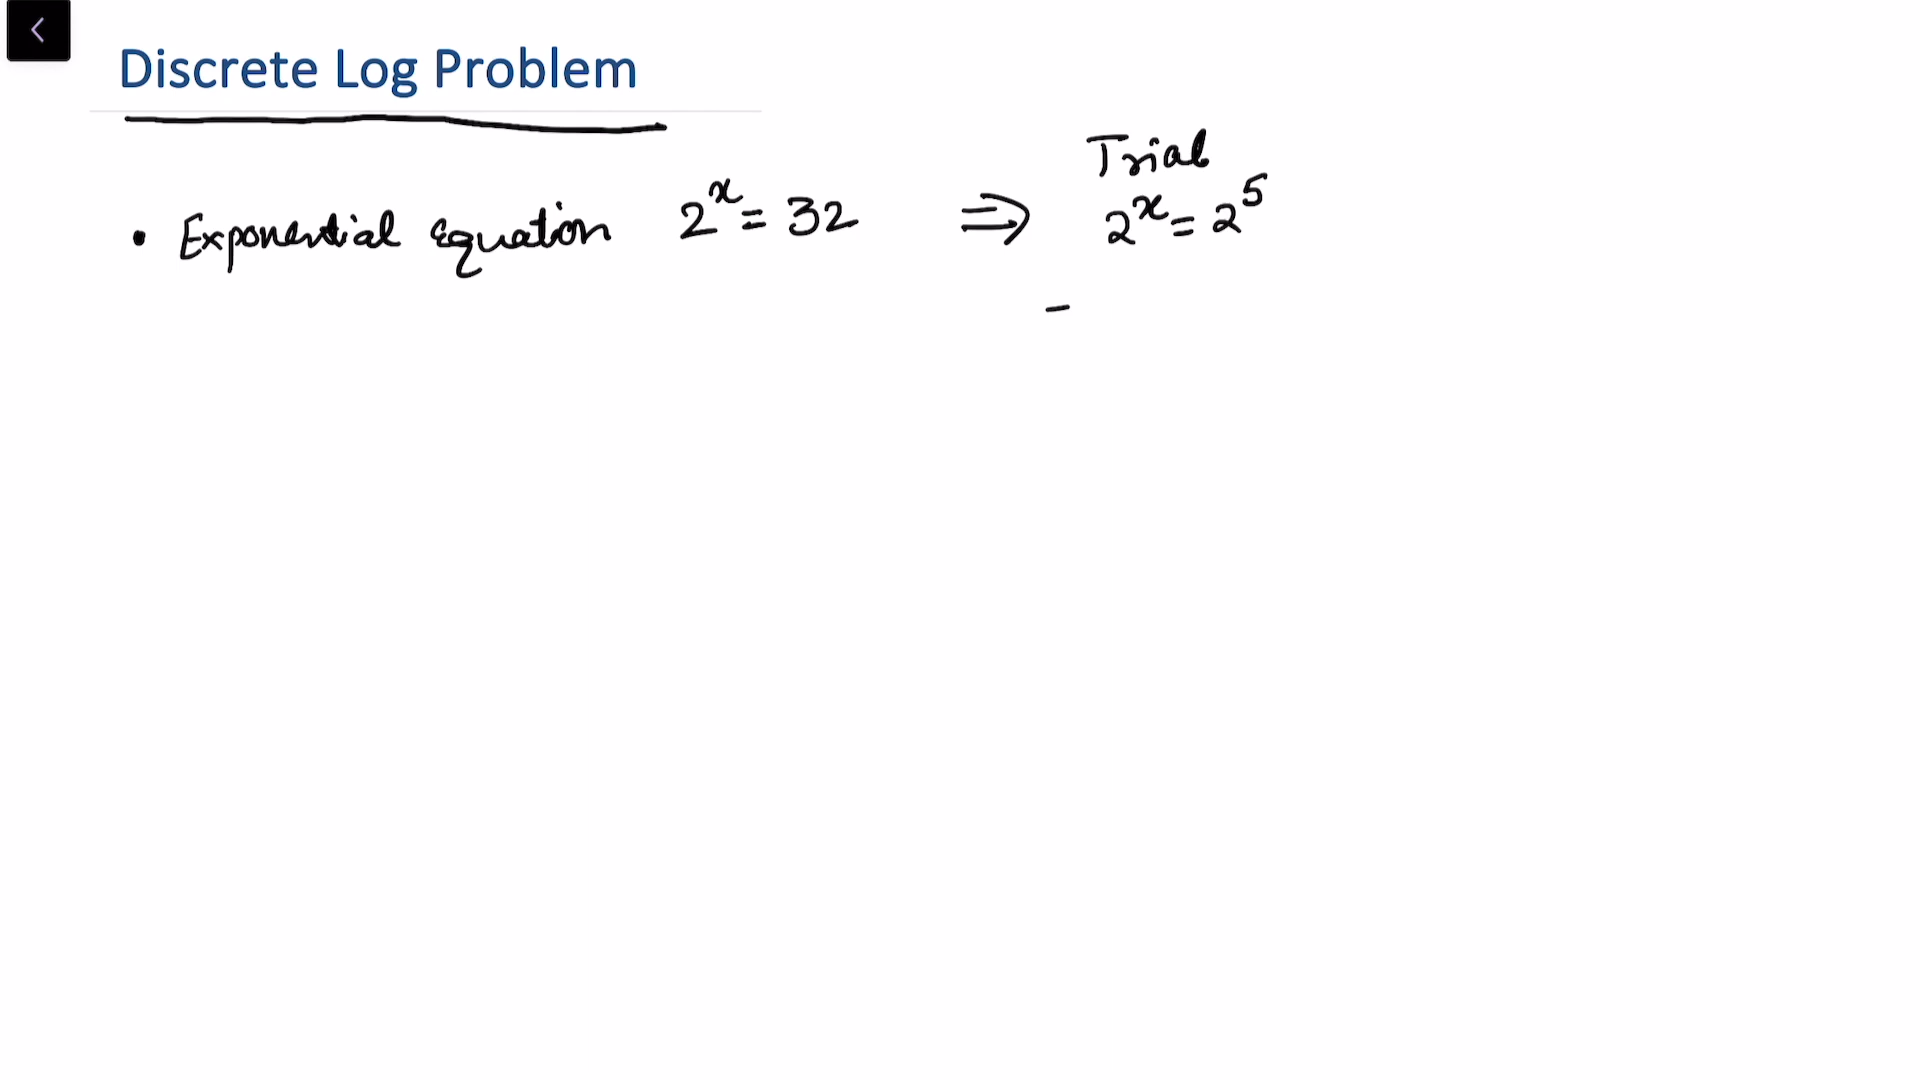 Discrete Log Problem
Trial
• Exponential equation 2^x = 32 ⇒ 2^x = 2^5
–